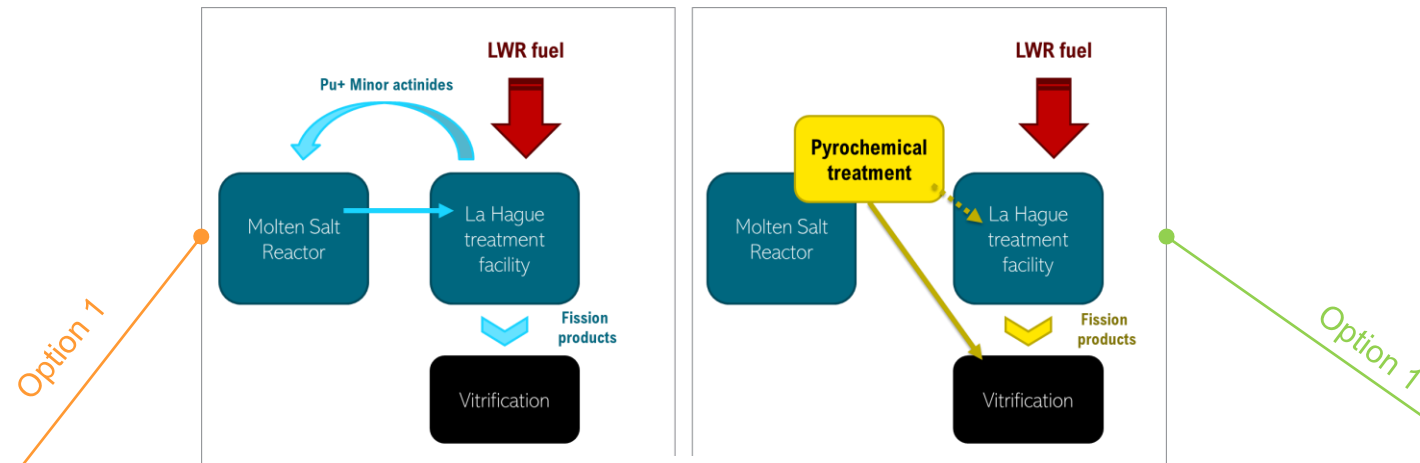 LWR fuel
Pu+ Minor actinides
Molten Salt
Reactor
La Hague
treatment
facility
Fission
products
Vitrification
Option 1
LWR fuel
Pyrochemical
treatment
Molten Salt
Reactor
La Hague
treatment
facility
Fission
products
Vitrification
Option 1